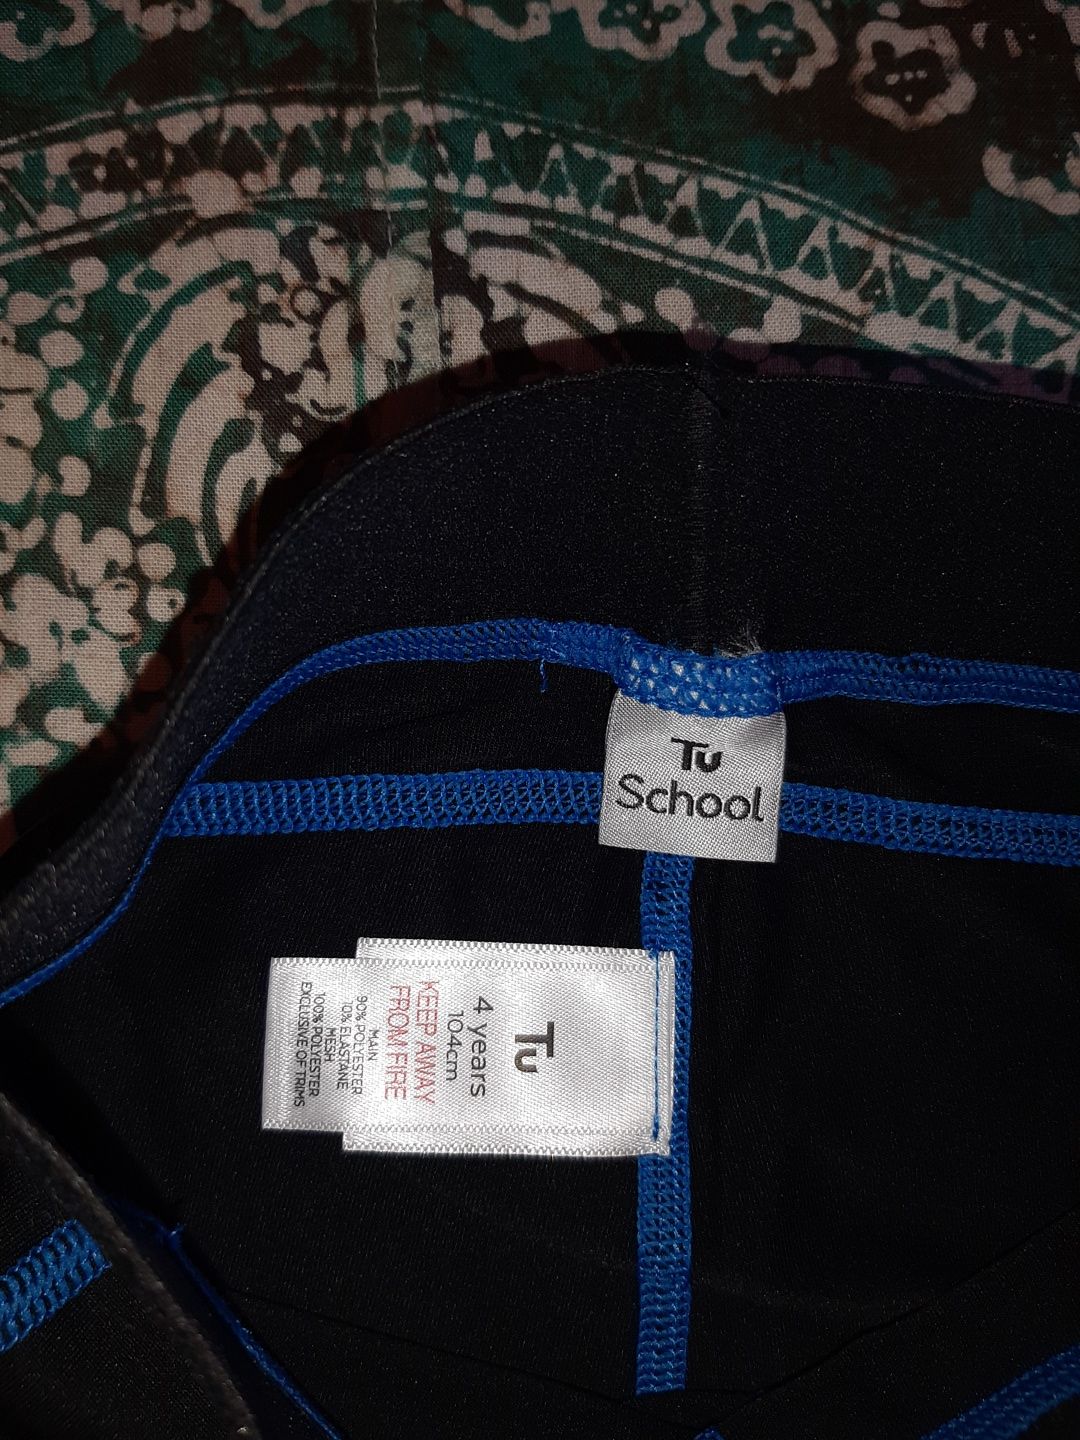 Tu
School
Tu
4 years
104cm
KEEP AWAY
FROM FIRE
MAIN
90% POLYESTER
10% ELASTANE
MESH
100% POLYESTER
EXCLUSIVE OF TRIMS